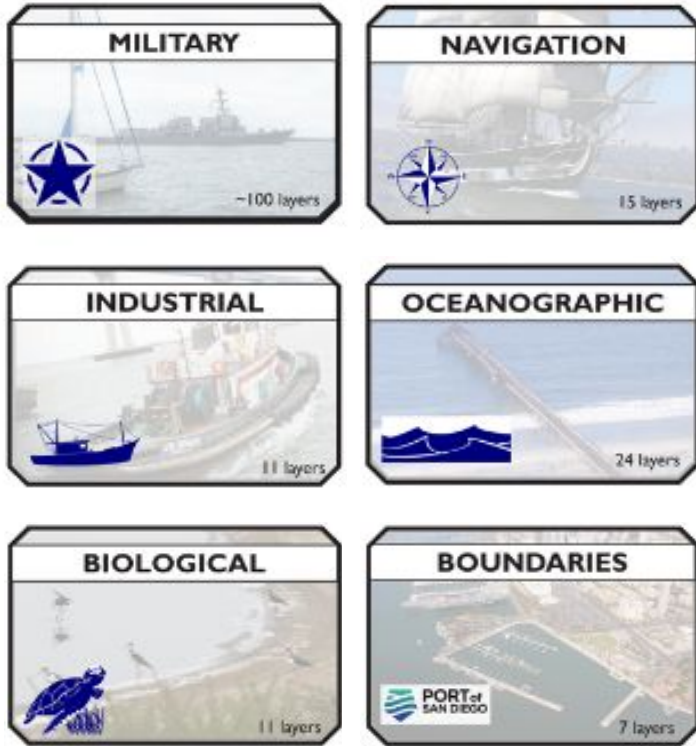 MILITARY
~100 layers
NAVIGATION
15 layers
INDUSTRIAL
11 layers
OCEANOGRAPHIC
24 layers
BIOLOGICAL
11 layers
BOUNDARIES
PORT of
SAN DIEGO
7 layers